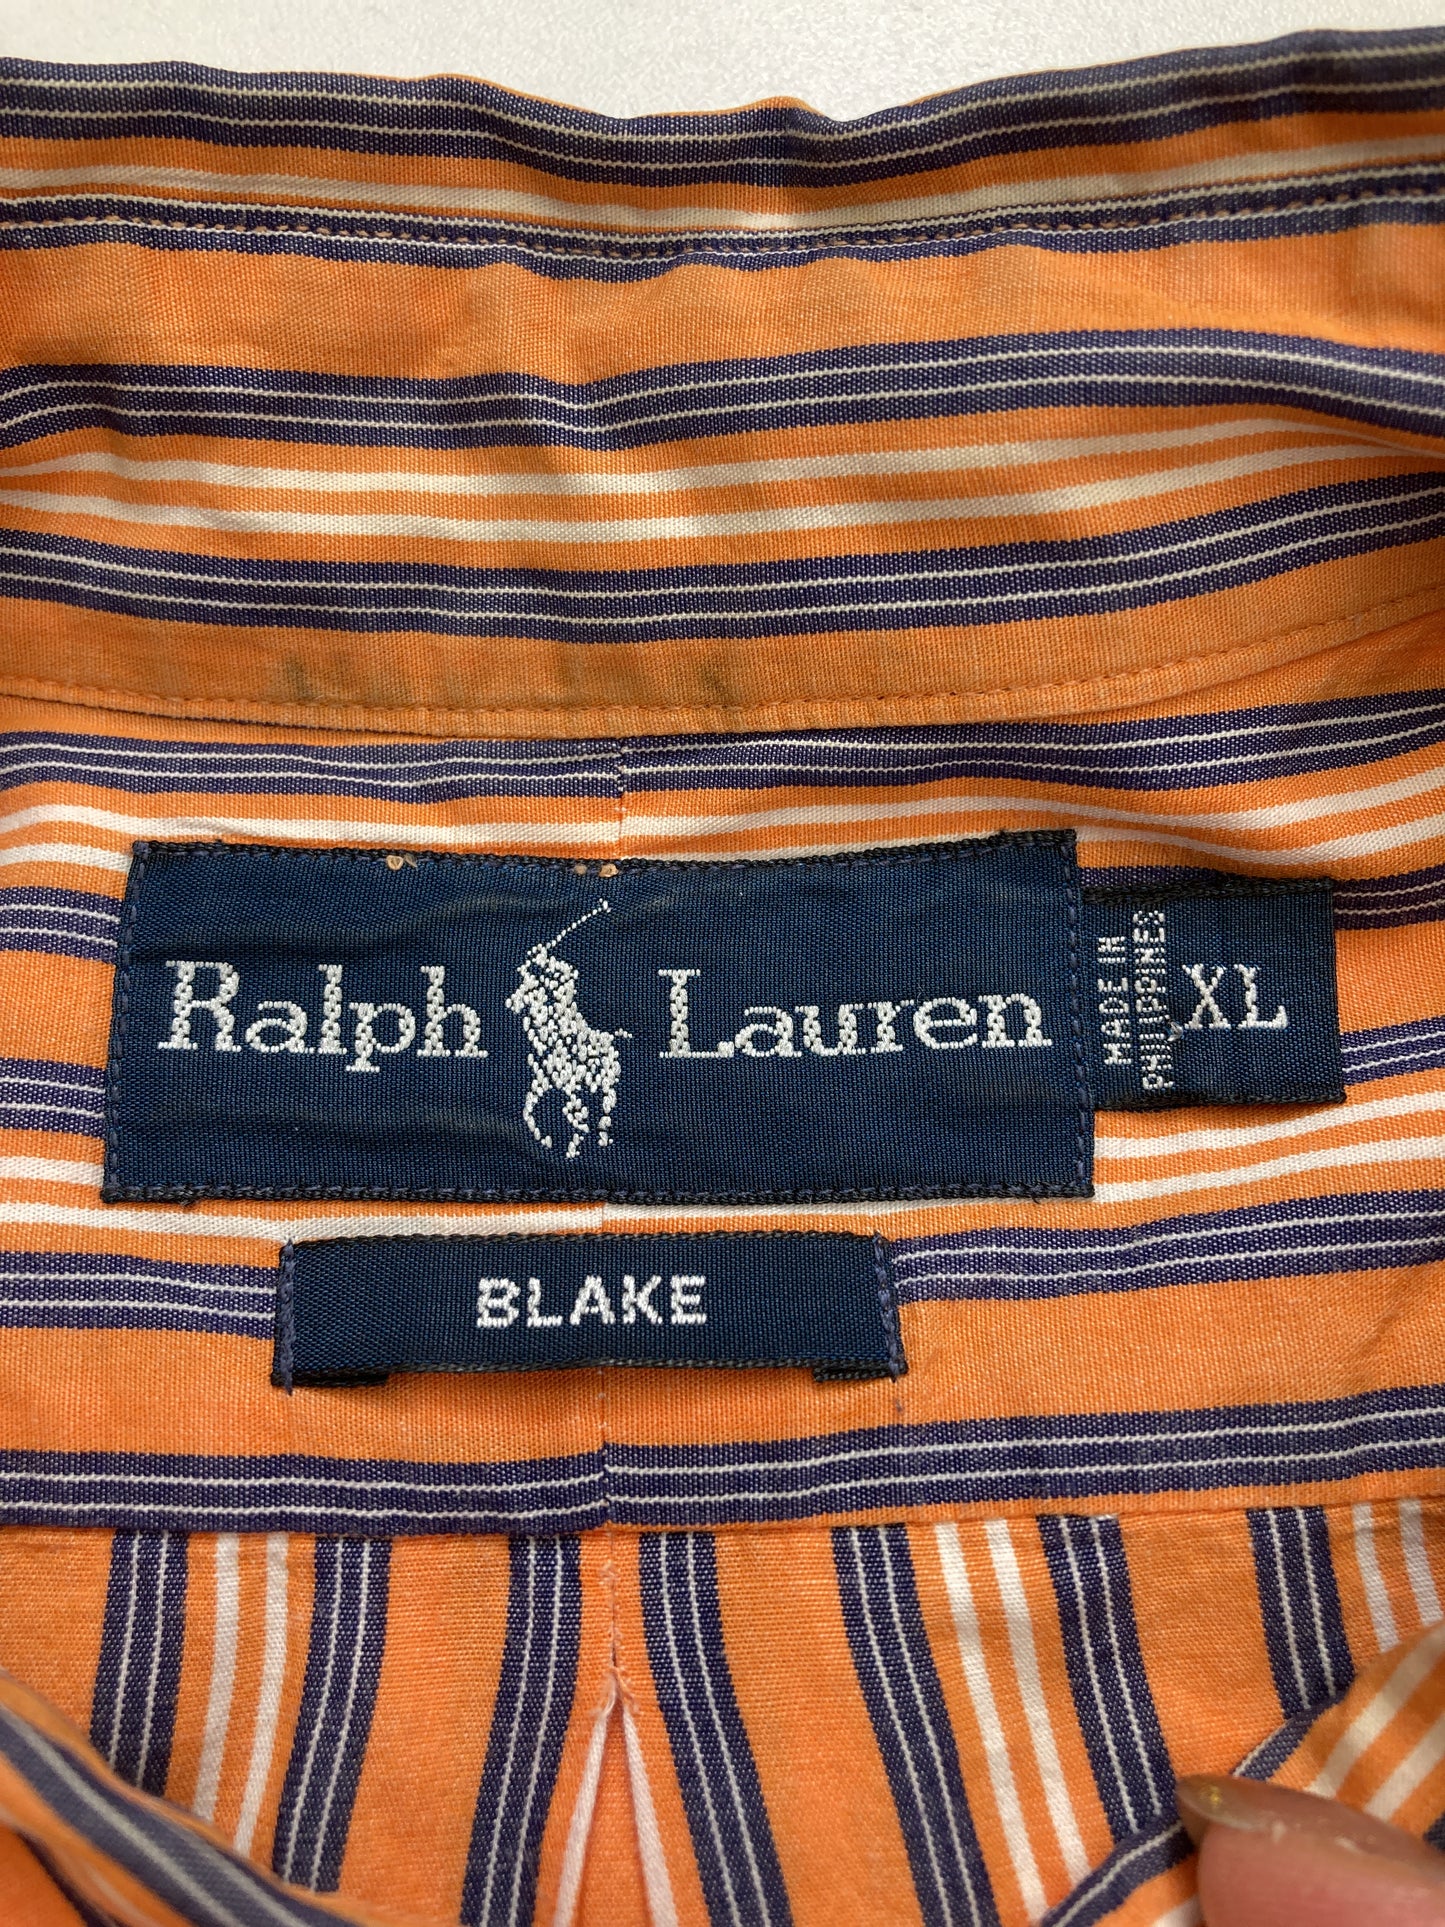 Ralph Lauren
MADE IN
PHILIPPINES
XL
BLAKE